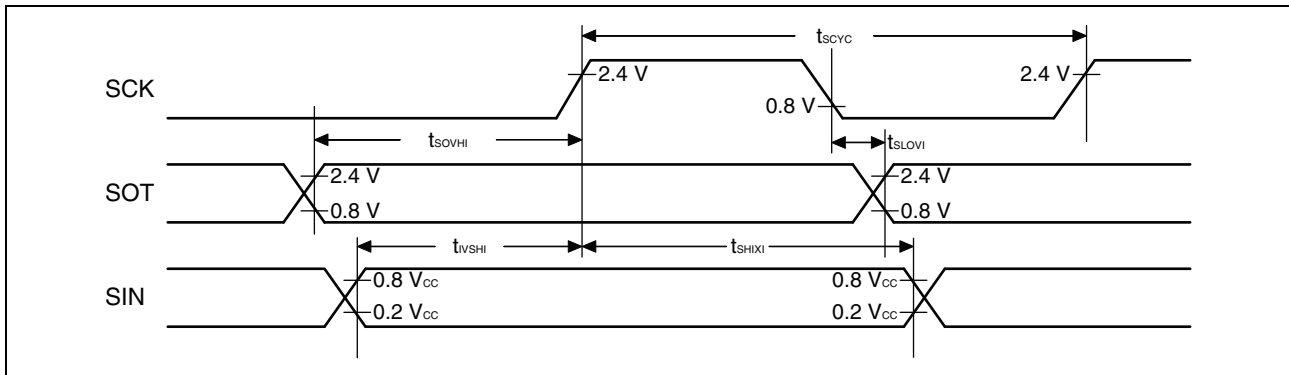 tSCYC
SCK
2.4 V
2.4 V
0.8 V
tSOVHI
tSLOVI
SOT
2.4 V
2.4 V
0.8 V
0.8 V
tIVSHI
tSHIXI
SIN
0.8 VCC
0.8 VCC
0.2 VCC
0.2 VCC